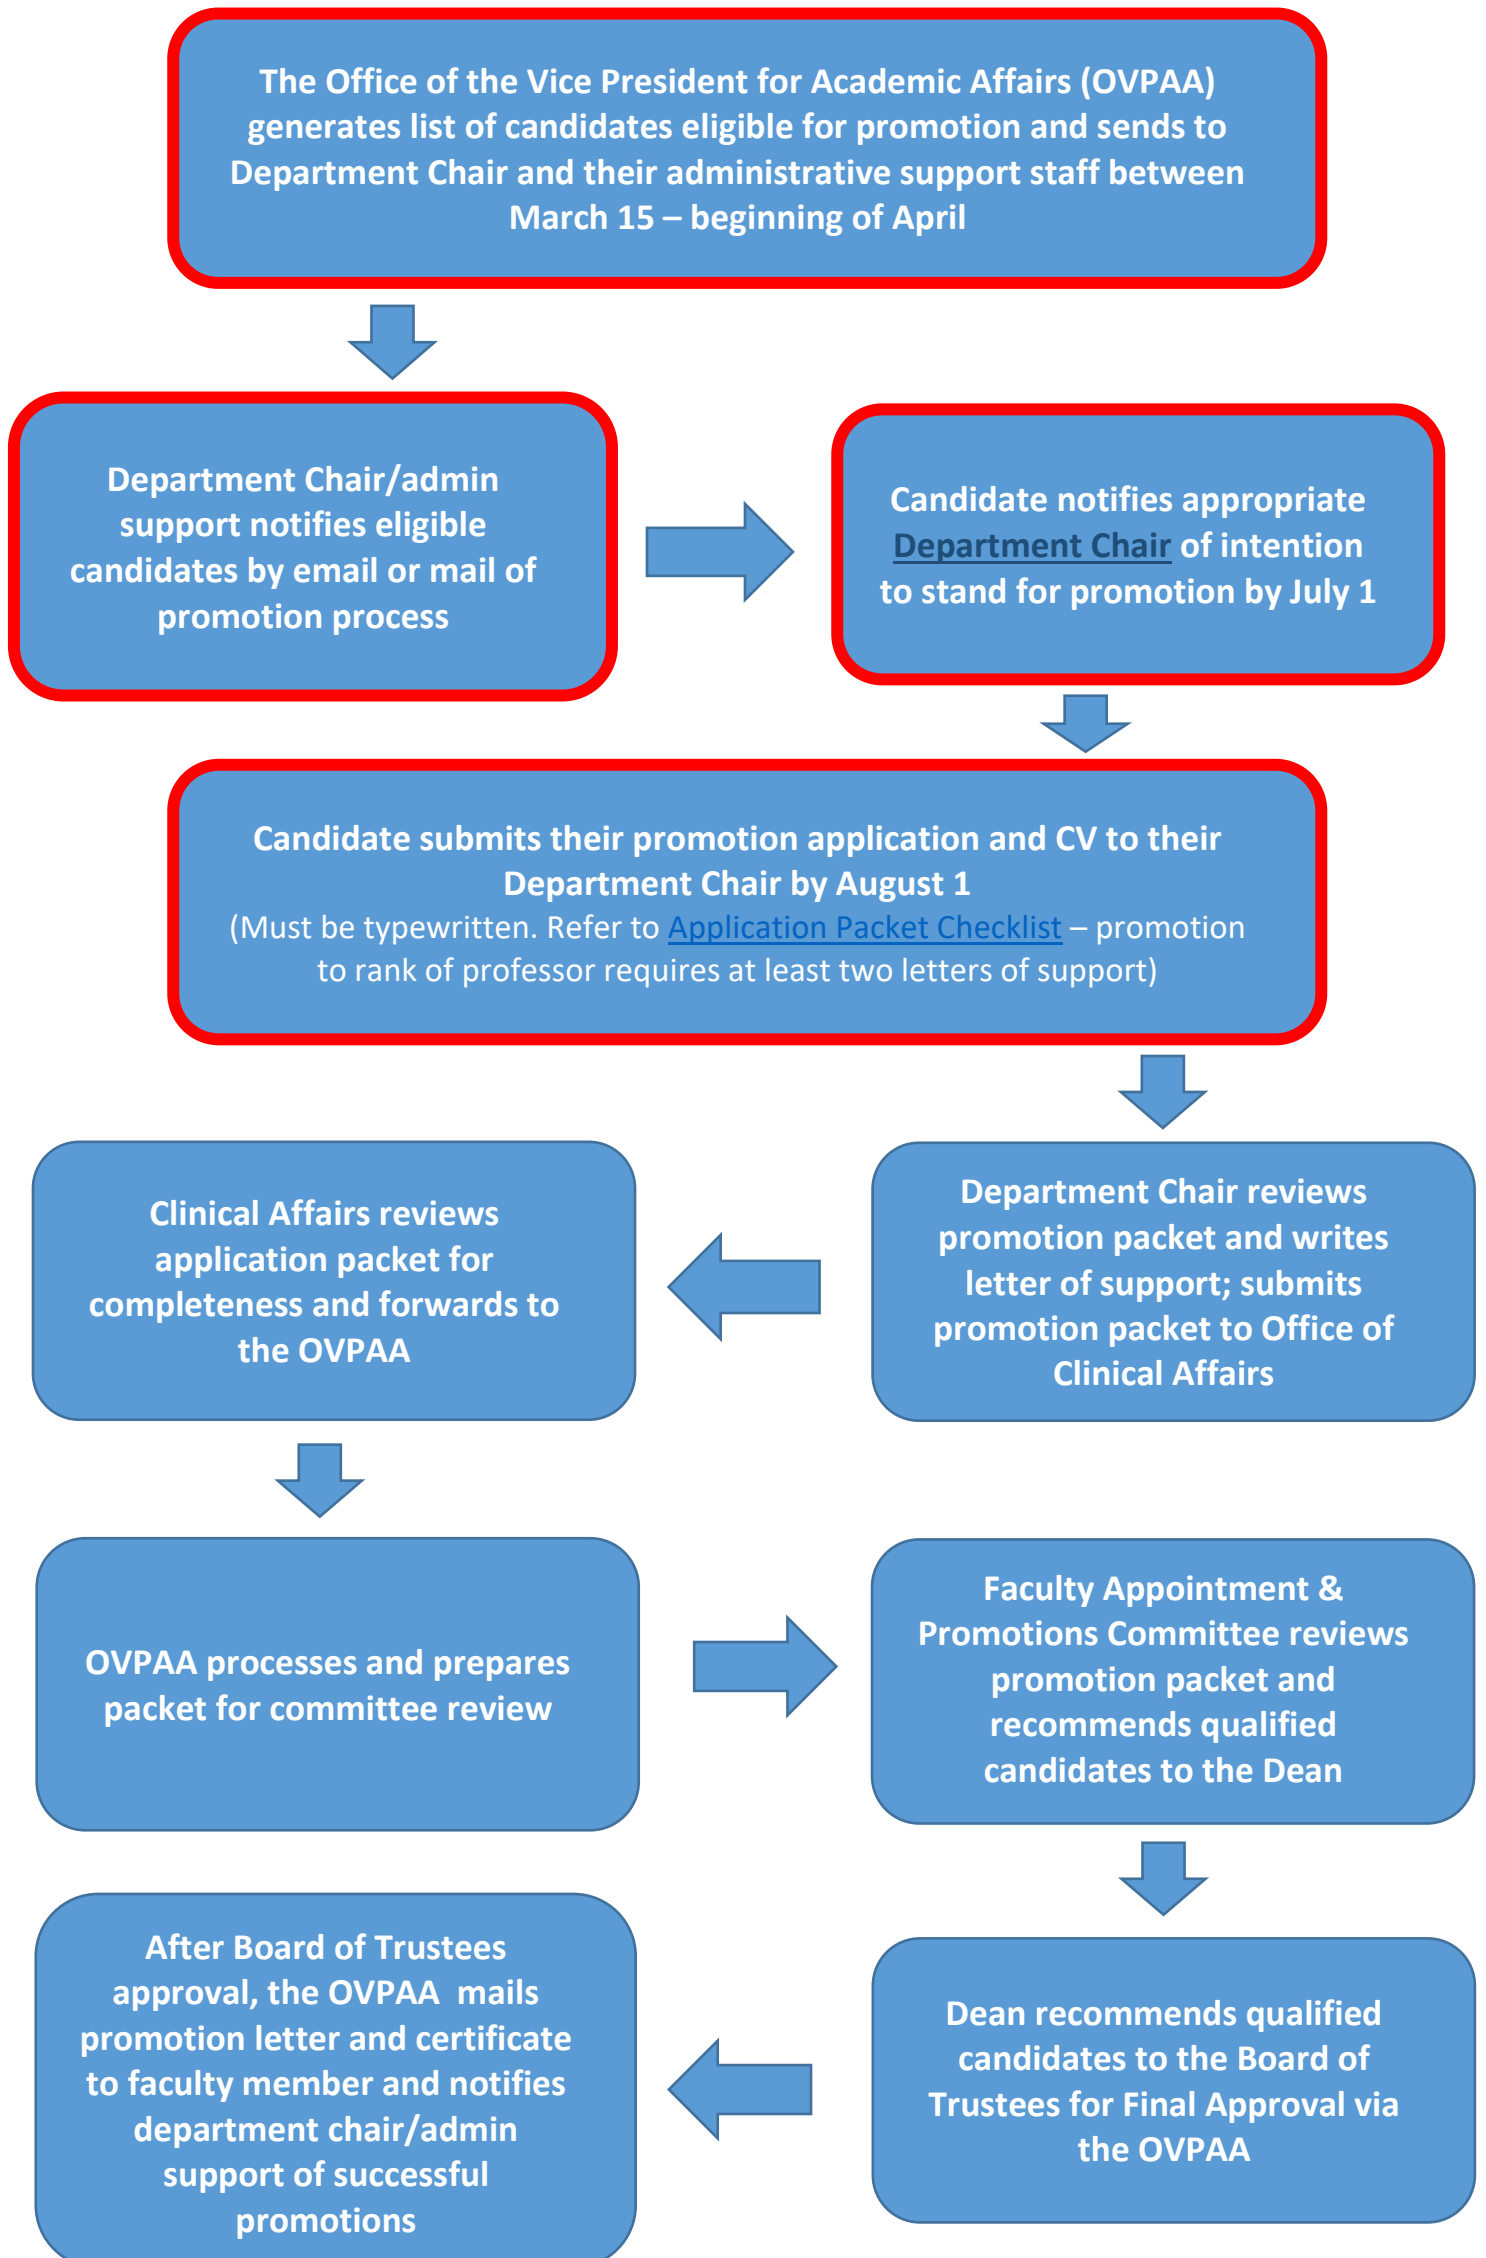 The Office of the Vice President for Academic Affairs (OVPAA)
generates list of candidates eligible for promotion and sends to
Department Chair and their administrative support staff between
March 15 – beginning of April
Department Chair/admin
support notifies eligible
candidates by email or mail of
promotion process
Candidate notifies appropriate
Department Chair of intention
to stand for promotion by July 1
Candidate submits their promotion application and CV to their
Department Chair by August 1
(Must be typewritten. Refer to Application Packet Checklist – promotion
to rank of professor requires at least two letters of support)
Department Chair reviews
promotion packet and writes
letter of support; submits
promotion packet to Office of
Clinical Affairs
Clinical Affairs reviews
application packet for
completeness and forwards to
the OVPAA
OVPAA processes and prepares
packet for committee review
Faculty Appointment &
Promotions Committee reviews
promotion packet and
recommends qualified
candidates to the Dean
Dean recommends qualified
candidates to the Board of
Trustees for Final Approval via
the OVPAA
After Board of Trustees
approval, the OVPAA  mails
promotion letter and certificate
to faculty member and notifies
department chair/admin
support of successful
promotions